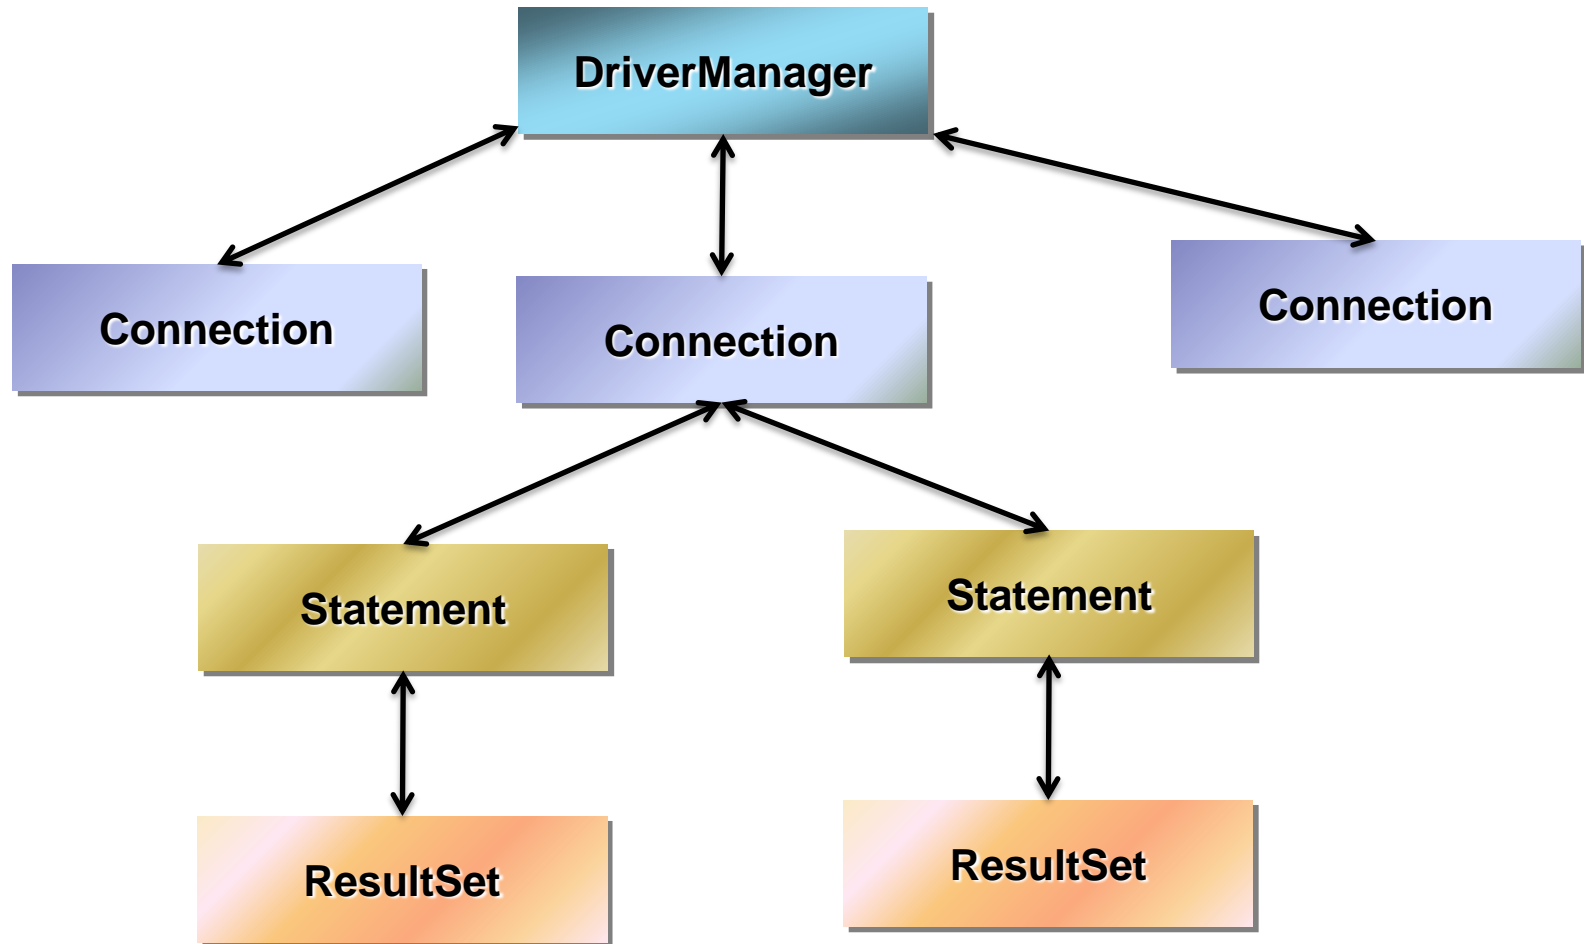 DriverManager
Connection
Connection
Connection
Statement
Statement
ResultSet
ResultSet